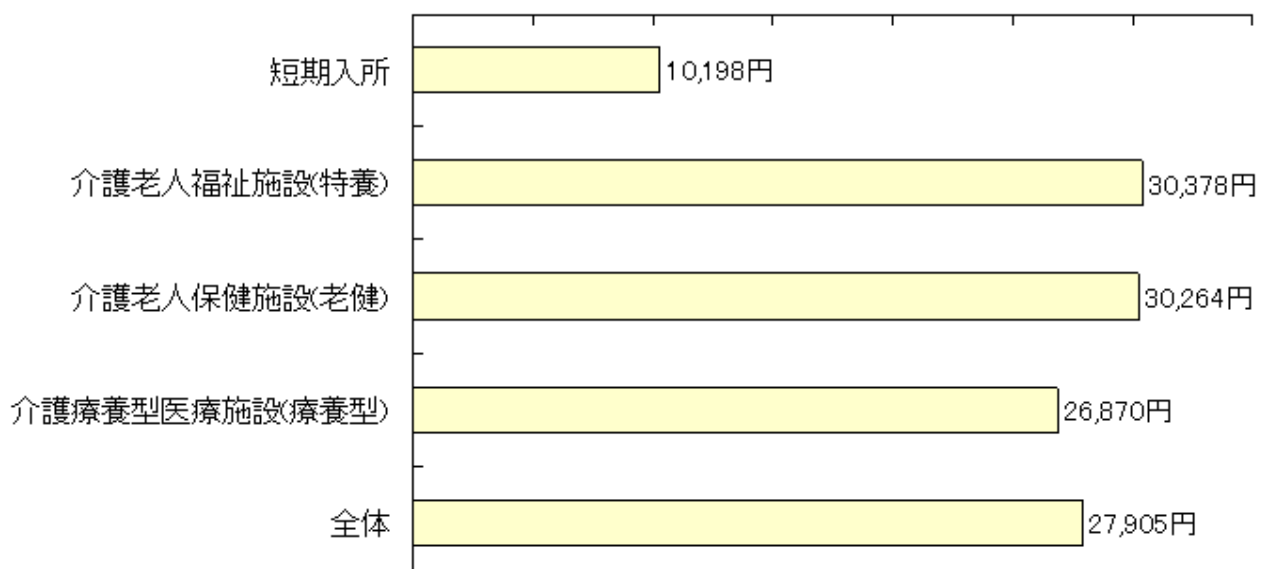 短期入所
10,198円
介護老人福祉施設(特養)
30,378円
介護老人保健施設(老健)
30,264円
介護療養型医療施設(療養型)
26,870円
全体
27,905円